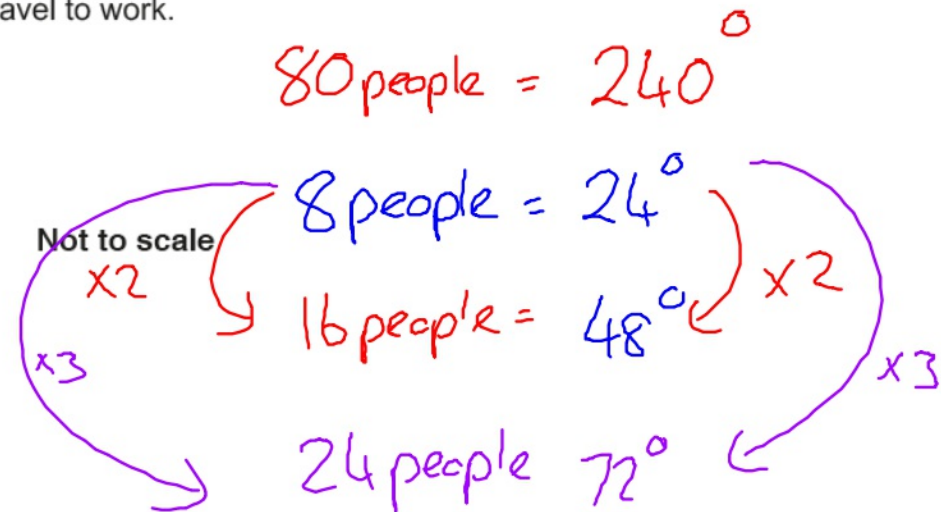 avel to work.
80 people = 240°
8 people = 24°
Not to scale
x2
x2
16 people = 48°
x3
x3
24 people 72°